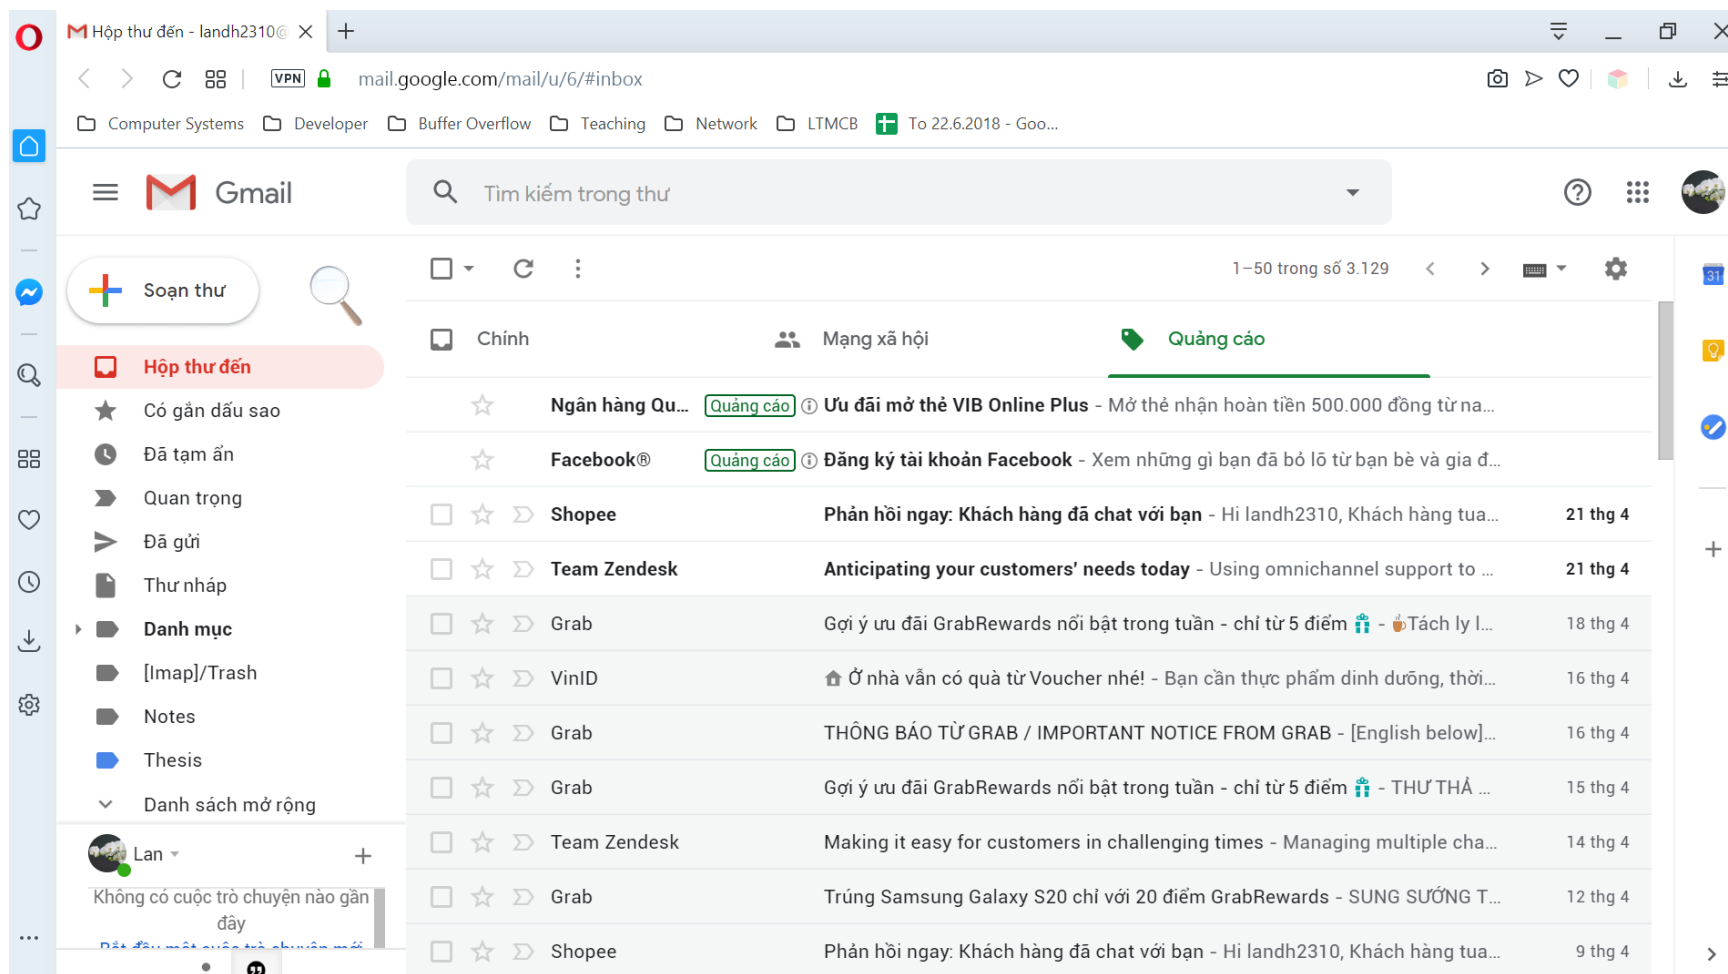 Hộp thư đến - landh2310@
VPN mail.google.com/mail/u/6/#inbox
Computer Systems Developer Buffer Overflow Teaching Network LTMCB To 22.6.2018 - Goo...
Gmail Tìm kiếm trong thư
Soạn thư 1–50 trong số 3.129
31
Chính Mạng xã hội Quảng cáo
Hộp thư đến
Có gắn dấu sao
Đã tạm ẩn
Quan trọng
Đã gửi
Thư nháp
Danh mục
[Imap]/Trash
Notes
Thesis
Danh sách mở rộng
Lan
Không có cuộc trò chuyện nào gần
đây
Bắt đầu một cuộc trò chuyện mới
Ngân hàng Qu... Quảng cáo Ưu đãi mở thẻ VIB Online Plus - Mở thẻ nhận hoàn tiền 500.000 đồng từ na...
Facebook® Quảng cáo Đăng ký tài khoản Facebook - Xem những gì bạn đã bỏ lỡ từ bạn bè và gia đ...
Shopee Phản hồi ngay: Khách hàng đã chat với bạn - Hi landh2310, Khách hàng tua... 21 thg 4
Team Zendesk Anticipating your customers' needs today - Using omnichannel support to ... 21 thg 4
Grab Gợi ý ưu đãi GrabRewards nổi bật trong tuần - chỉ từ 5 điểm - Tách ly l... 18 thg 4
VinID Ở nhà vẫn có quà từ Voucher nhé! - Bạn cần thực phẩm dinh dưỡng, thời... 16 thg 4
Grab THÔNG BÁO TỪ GRAB / IMPORTANT NOTICE FROM GRAB - [English below]... 16 thg 4
Grab Gợi ý ưu đãi GrabRewards nổi bật trong tuần - chỉ từ 5 điểm - THƯ THẢ ... 15 thg 4
Team Zendesk Making it easy for customers in challenging times - Managing multiple cha... 14 thg 4
Grab Trúng Samsung Galaxy S20 chỉ với 20 điểm GrabRewards - SUNG SƯỚNG T... 12 thg 4
Shopee Phản hồi ngay: Khách hàng đã chat với bạn - Hi landh2310, Khách hàng tua... 9 thg 4